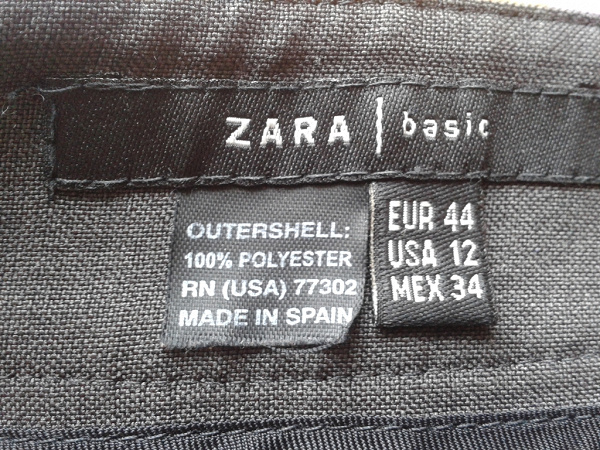 ZARA | basic
OUTERSHELL:
100% POLYESTER
RN (USA) 77302
MADE IN SPAIN
EUR 44
USA 12
MEX 34